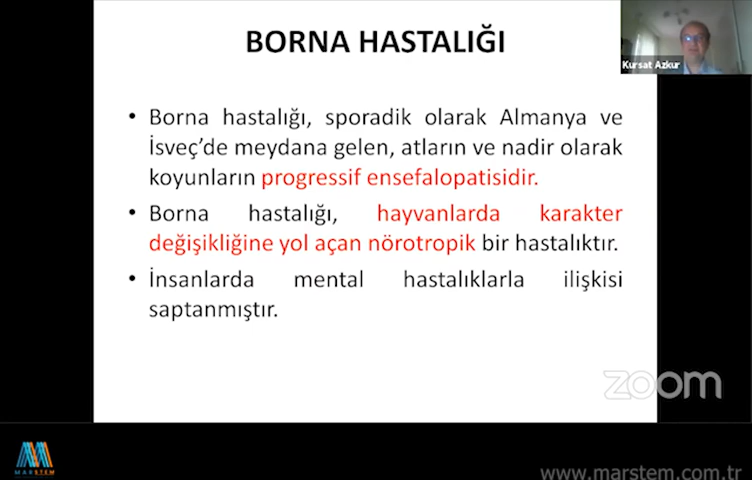 BORNA HASTALIĞI
Kursat Azkur
• Borna hastalığı, sporadik olarak Almanya ve
İsveç’de meydana gelen, atların ve nadir olarak
koyunların progressif ensefalopatisidir.
• Borna hastalığı, hayvanlarda karakter
değişikliğine yol açan nörotropik bir hastalıktır.
• İnsanlarda mental hastalıklarla ilişkisi
saptanmıştır.
zoom
MARSTEM
www.marstem.com.tr